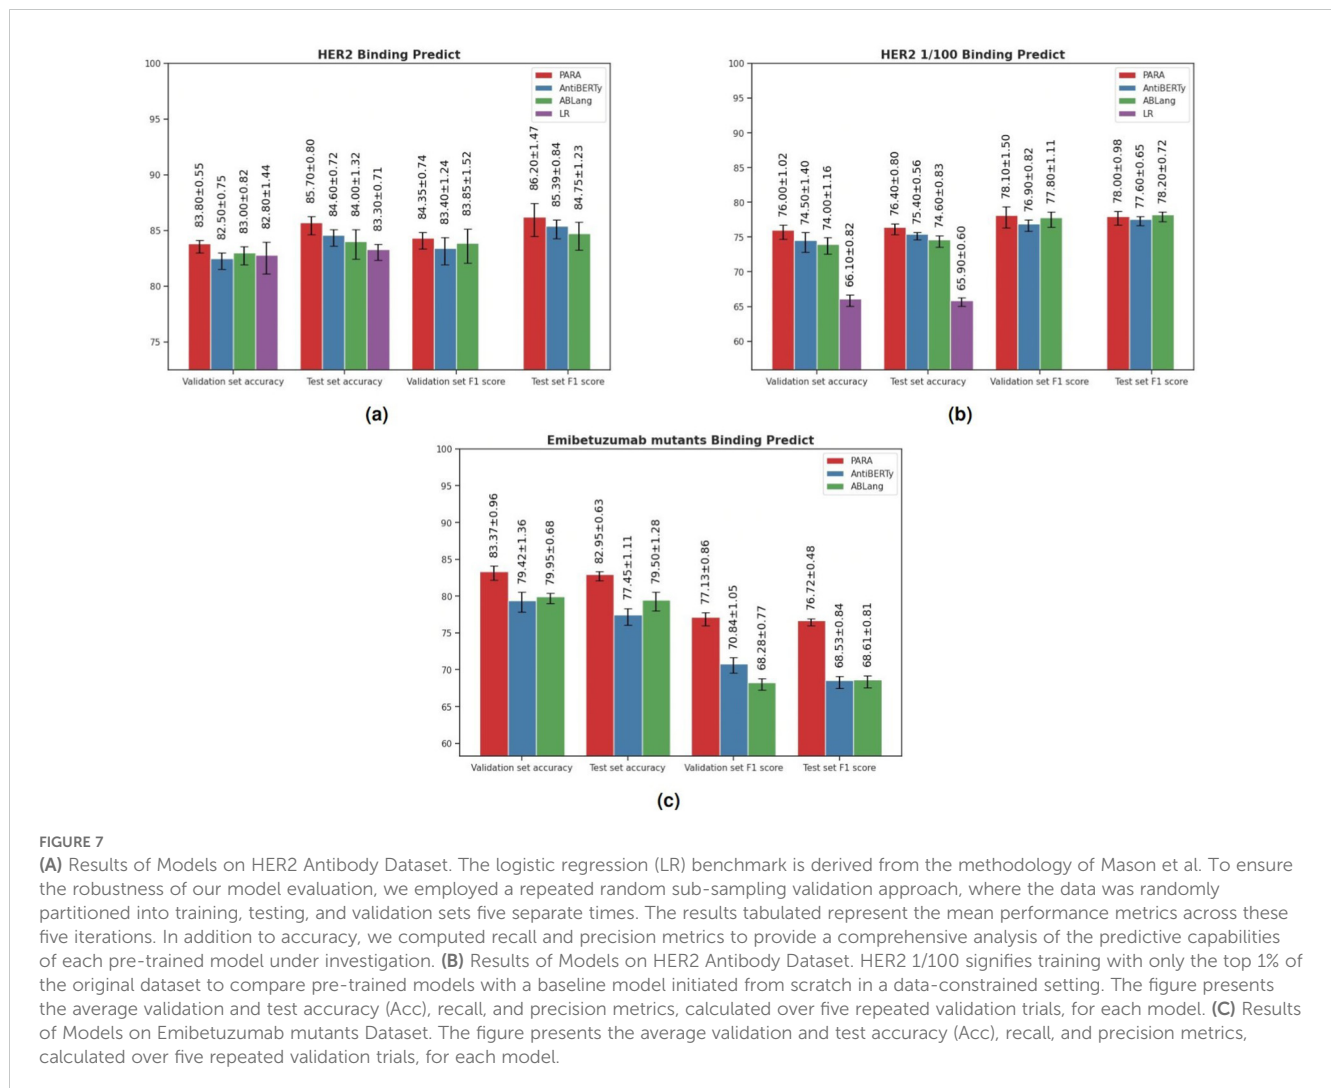 HER2 Binding Predict
100
95
90
85
80
75
PARA
AntiBERTy
ABLang
LR
83.80±0.55
82.50±0.75
83.00±0.82
82.80±1.44
85.70±0.80
84.60±0.72
84.00±1.32
83.30±0.71
84.35±0.74
83.40±1.24
83.85±1.52
86.20±1.47
85.39±0.84
84.75±1.23
Validation set accuracy
Test set accuracy
Validation set F1 score
Test set F1 score
(a)
HER2 1/100 Binding Predict
100
95
90
85
80
75
70
65
60
PARA
AntiBERTy
ABLang
LR
76.00±1.02
74.50±1.40
74.00±1.16
66.10±0.82
76.40±0.80
75.40±0.56
74.60±0.83
65.90±0.60
78.10±1.50
76.90±0.82
77.80±1.11
78.00±0.98
77.60±0.65
78.20±0.72
Validation set accuracy
Test set accuracy
Validation set F1 score
Test set F1 score
(b)
Emibetuzumab mutants Binding Predict
100
95
90
85
80
75
70
65
60
PARA
AntiBERTy
ABLang
83.37±0.96
79.42±1.36
79.95±0.68
82.95±0.63
77.45±1.11
79.50±1.28
77.13±0.86
70.84±1.05
68.28±0.77
76.72±0.48
68.53±0.84
68.61±0.81
Validation set accuracy
Test set accuracy
Validation set F1 score
Test set F1 score
(c)
FIGURE 7
(A) Results of Models on HER2 Antibody Dataset. The logistic regression (LR) benchmark is derived from the methodology of Mason et al. To ensure
the robustness of our model evaluation, we employed a repeated random sub-sampling validation approach, where the data was randomly
partitioned into training, testing, and validation sets five separate times. The results tabulated represent the mean performance metrics across these
five iterations. In addition to accuracy, we computed recall and precision metrics to provide a comprehensive analysis of the predictive capabilities
of each pre-trained model under investigation. (B) Results of Models on HER2 Antibody Dataset. HER2 1/100 signifies training with only the top 1% of
the original dataset to compare pre-trained models with a baseline model initiated from scratch in a data-constrained setting. The figure presents
the average validation and test accuracy (Acc), recall, and precision metrics, calculated over five repeated validation trials, for each model. (C) Results
of Models on Emibetuzumab mutants Dataset. The figure presents the average validation and test accuracy (Acc), recall, and precision metrics,
calculated over five repeated validation trials, for each model.